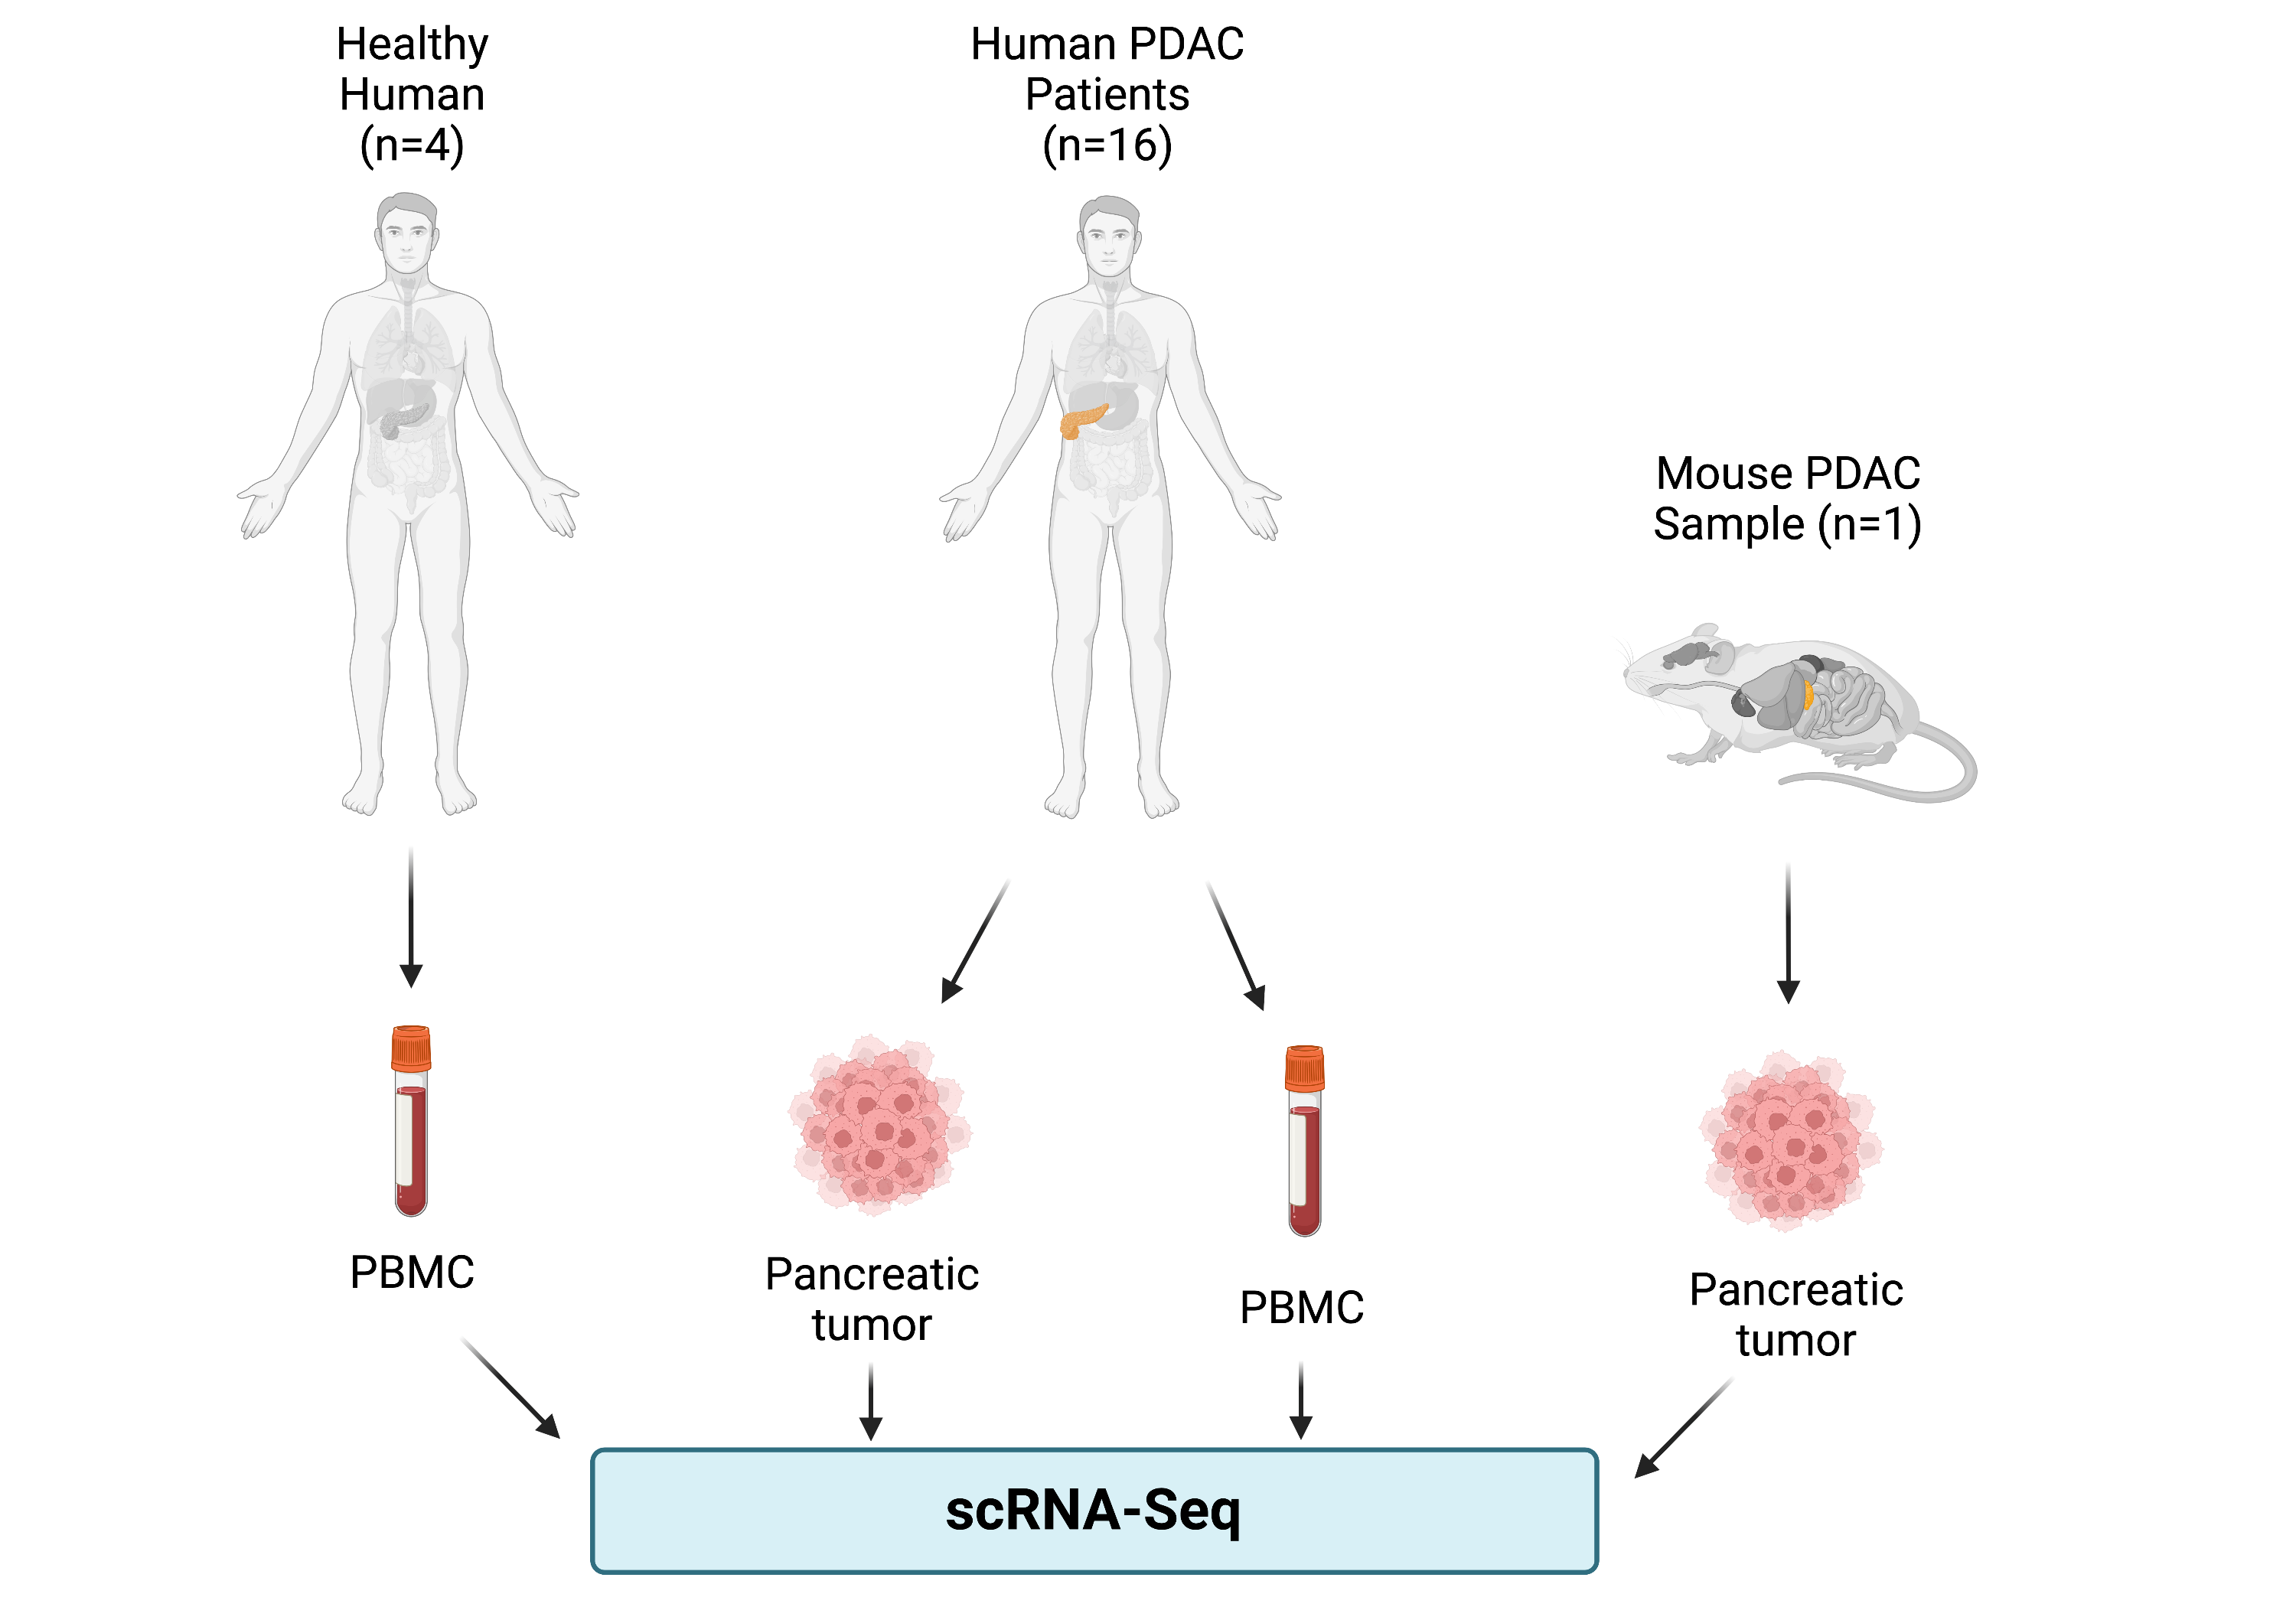 Healthy
Human
(n=4)
Human PDAC
Patients
(n=16)
Mouse PDAC
Sample (n=1)
PBMC
Pancreatic
tumor
PBMC
Pancreatic
tumor
scRNA-Seq